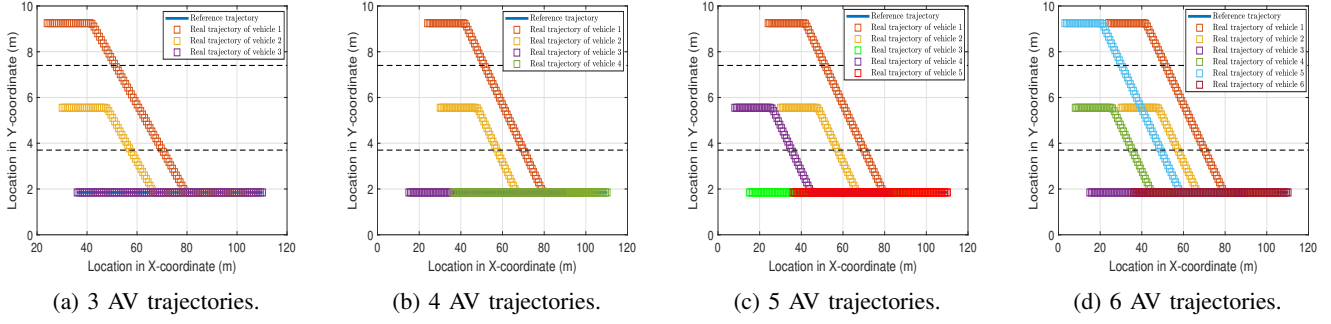 Location in Y-coordinate (m)
10
8
6
4
2
0
20
40
60
80
100
120
Location in X-coordinate (m)
Reference trajectory
Real trajectory of vehicle 1
Real trajectory of vehicle 2
Real trajectory of vehicle 3
(a) 3 AV trajectories.
Location in Y-coordinate (m)
10
8
6
4
2
0
0
20
40
60
80
100
120
Location in X-coordinate (m)
Reference trajectory
Real trajectory of vehicle 1
Real trajectory of vehicle 2
Real trajectory of vehicle 3
Real trajectory of vehicle 4
(b) 4 AV trajectories.
Location in Y-coordinate (m)
10
8
6
4
2
0
0
20
40
60
80
100
120
Location in X-coordinate (m)
Reference trajectory
Real trajectory of vehicle 1
Real trajectory of vehicle 2
Real trajectory of vehicle 3
Real trajectory of vehicle 4
Real trajectory of vehicle 5
(c) 5 AV trajectories.
Location in Y-coordinate (m)
10
8
6
4
2
0
0
20
40
60
80
100
120
Location in X-coordinate (m)
Reference trajectory
Real trajectory of vehicle 1
Real trajectory of vehicle 2
Real trajectory of vehicle 3
Real trajectory of vehicle 4
Real trajectory of vehicle 5
Real trajectory of vehicle 6
(d) 6 AV trajectories.